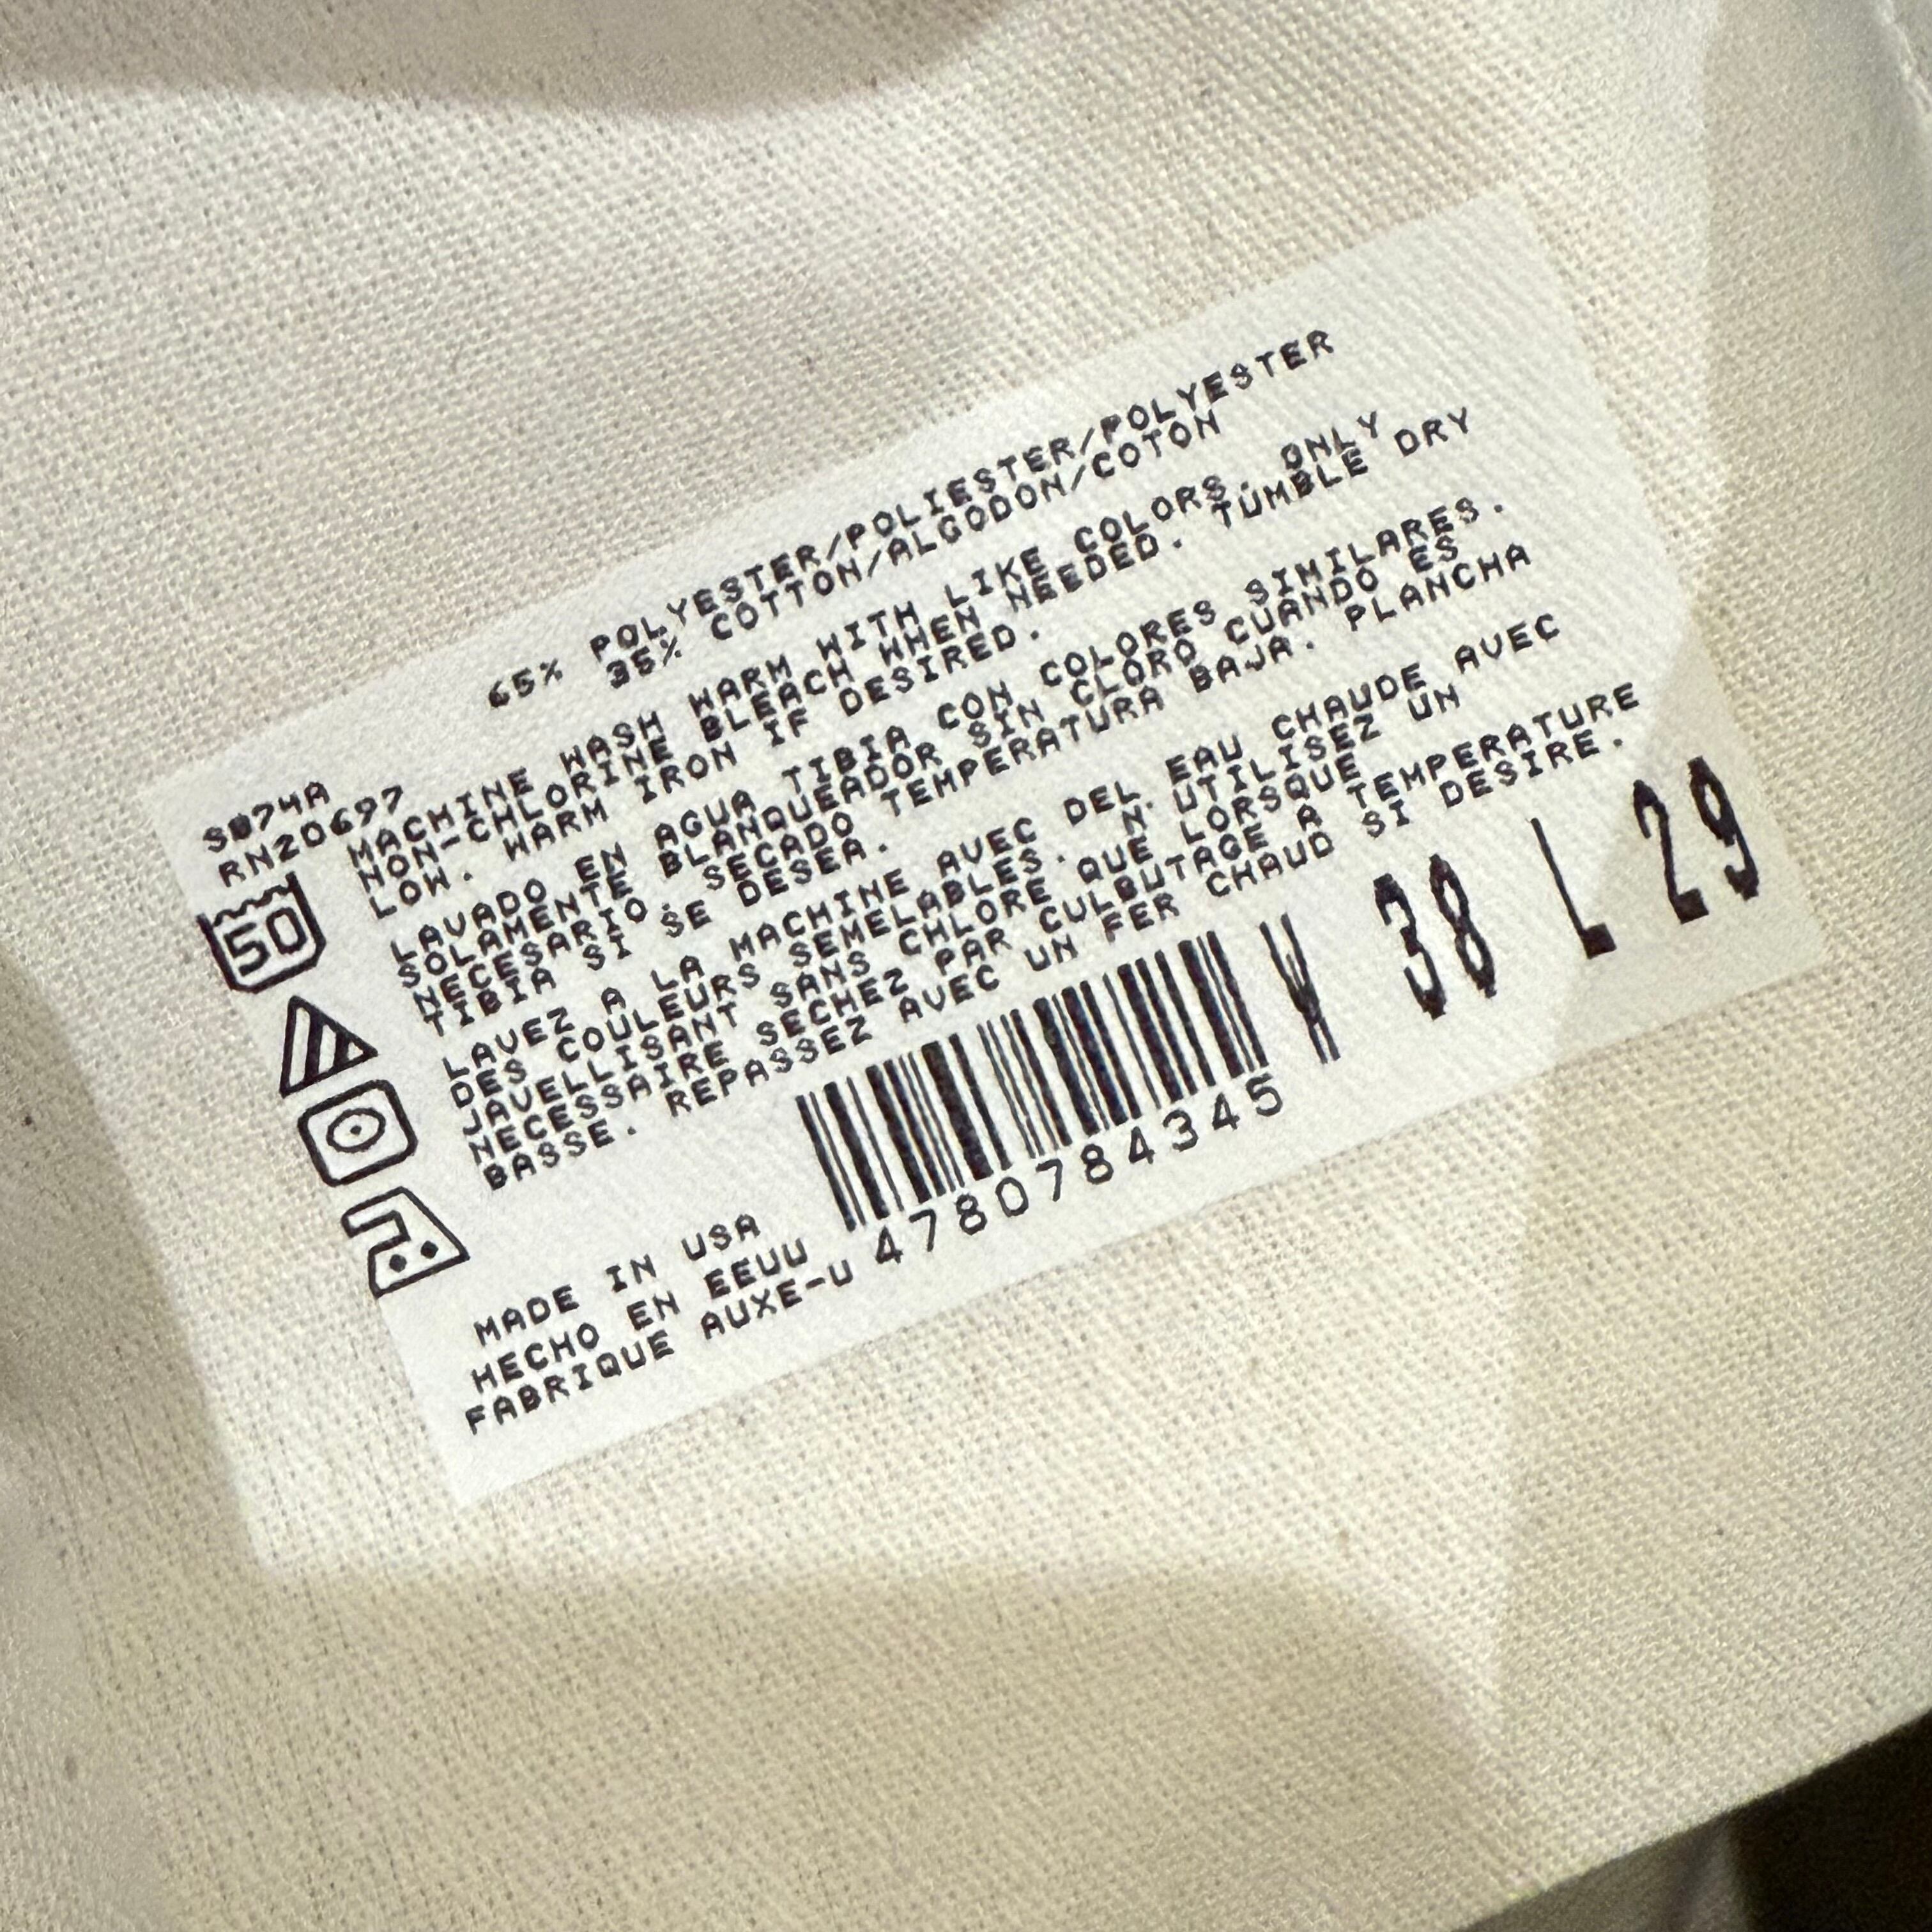 65% POLYESTER/POLIESTER/POLYESTER
35% COTTON/ALGODON/COTON
S074A
RN20697
MACHINE WASH WARM WITH LIKE COLORS. ONLY
NON-CHLORINE BLEACH WHEN NEEDED. TUMBLE DRY
LOW. WARM IRON IF DESIRED.
LAVADO EN AGUA TIBIA CON COLORES SIMILARES.
SOLAMENTE BLANQUEADOR SIN CLORO CUANDO ES
NECESARIO. SECADO TEMPERATURA BAJA. PLANCHA
TIBIA SI SE DESEA.
LAVEZ A LA MACHINE AVEC DEL EAU CHAUDE AVEC
DES COULEURS SEMELABLES. N.UTILISEZ UN
JAVELLISANT SANS CHLORE QUE LORSQUE
NECESSAIRE SECHEZ PAR CULBUTAGE A TEMPERATURE
BASSE. REPASSEZ AVEC UN FER CHAUD SI DESIRE.
50
W 38 L 29
4780784345
MADE IN USA
HECHO EN EEUU
FABRIQUE AUXE-U